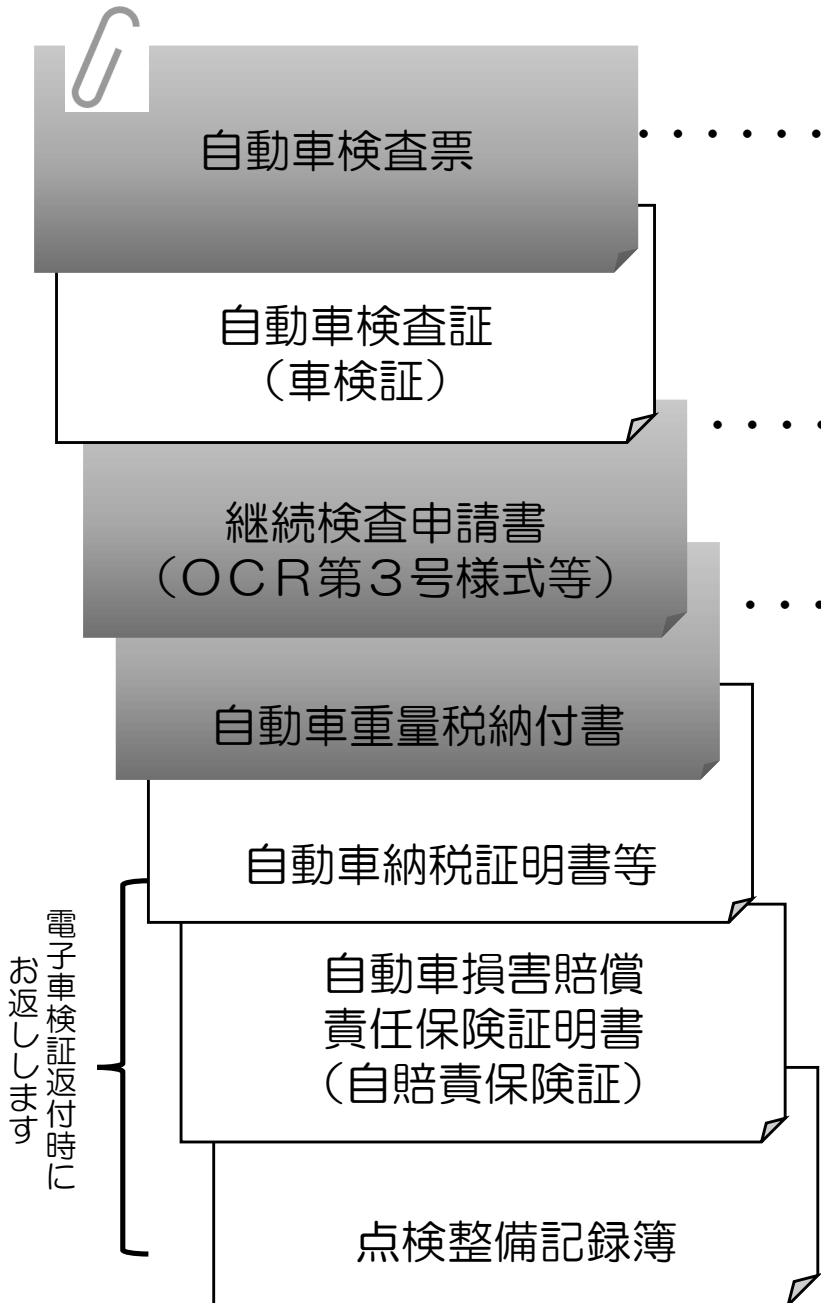 自動車検査票
自動車検査証
（車検証）
継続検査申請書
（ＯＣＲ第３号様式等）
自動車重量税納付書
自動車納税証明書等
自動車損害賠償
責任保険証明書
（自賠責保険証）
点検整備記録簿
電子車検証返付時に
お返しします